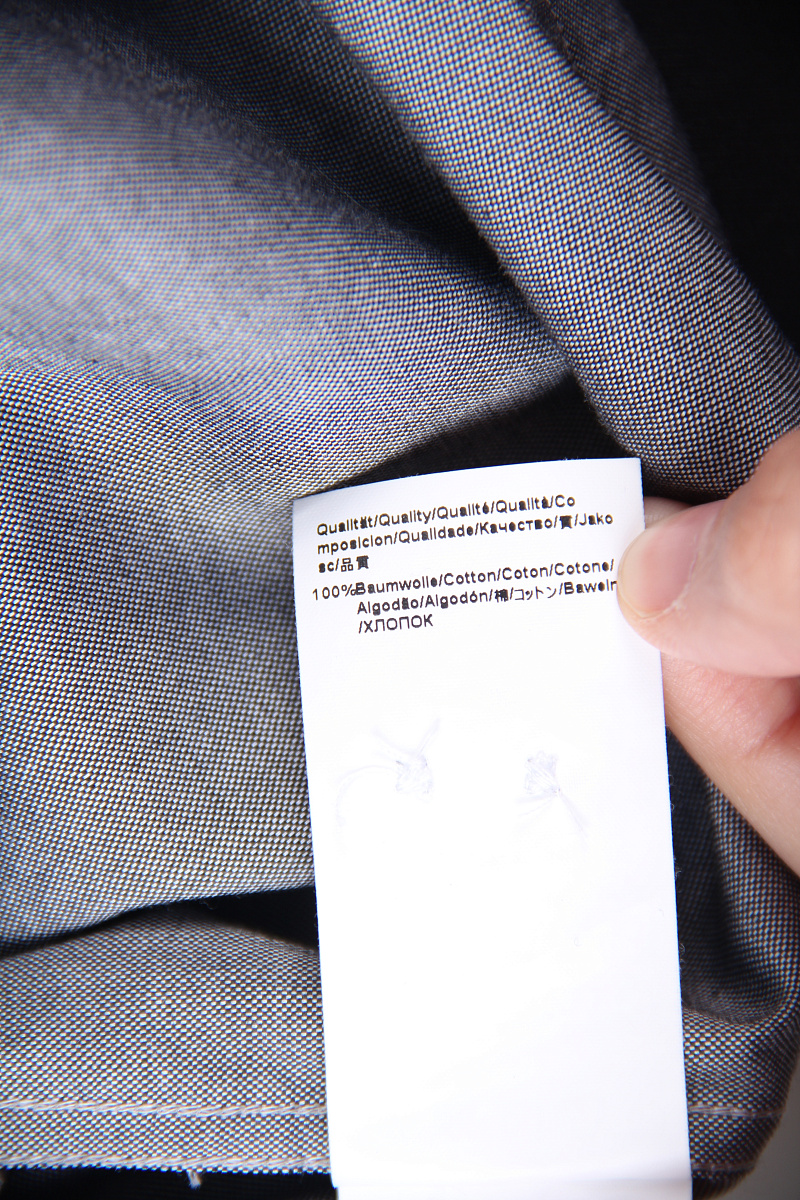 Qualität/Quality/Qualité/Qualità/Co
mposicion/Qualidade/Качество/質/Jako
sc/品質
100%Baumwolle/Cotton/Coton/Cotone/
Algodão/Algodón/棉/コットン/Baweln
/ХЛОПОК